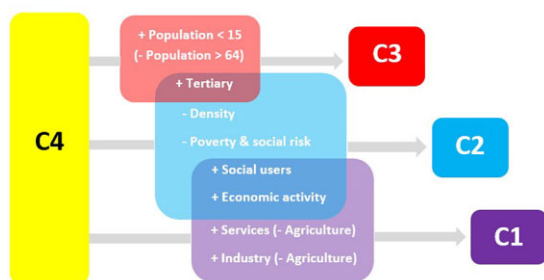 + Population < 15
(- Population > 64)
C3
+ Tertiary
- Density
C4
- Poverty & social risk
C2
+ Social users
+ Economic activity
+ Services (- Agriculture)
C1
+ Industry (- Agriculture)